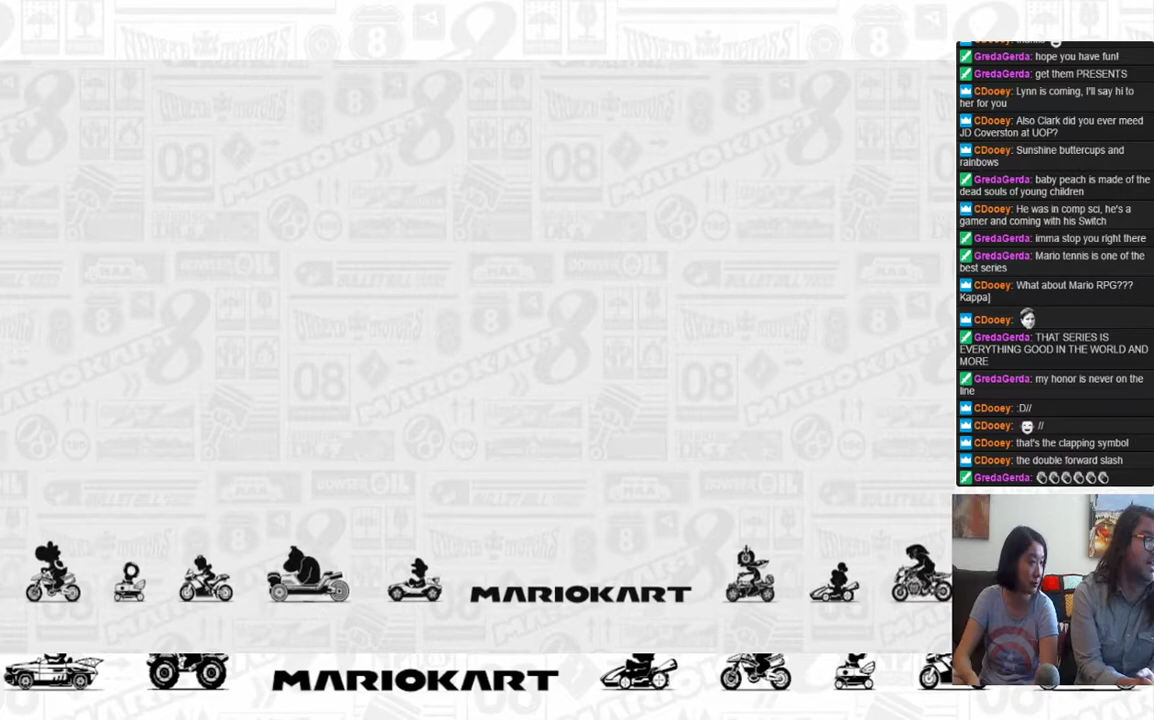 CDooey: thanks
GredaGerda: hope you have fun!
GredaGerda: get them PRESENTS
CDooey: Lynn is coming, I'll say hi to
her for you
CDooey: Also Clark did you ever meed
JD Coverston at UOP?
CDooey: Sunshine buttercups and
rainbows
GredaGerda: baby peach is made of the
dead souls of young children
CDooey: He was in comp sci, he's a
gamer and coming with his Switch
GredaGerda: imma stop you right there
GredaGerda: Mario tennis is one of the
best series
CDooey: What about Mario RPG???
Kappa]
CDooey:
GredaGerda: THAT SERIES IS
EVERYTHING GOOD IN THE WORLD AND
MORE
GredaGerda: my honor is never on the
line
CDooey: :D//
CDooey: //
CDooey: that's the clapping symbol
CDooey: the double forward slash
GredaGerda:
MARIOKART
MARIOKART